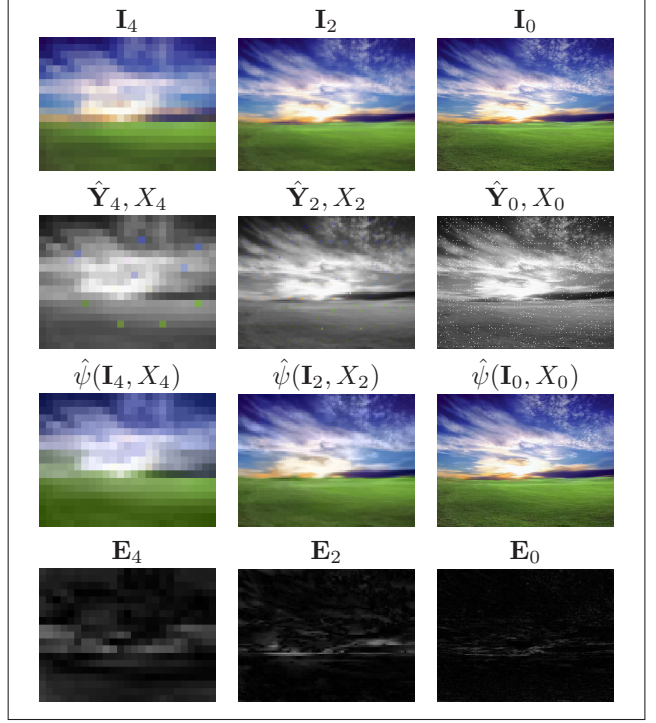 I₄ I₂ I₀
Ŷ₄, X₄ Ŷ₂, X₂ Ŷ₀, X₀
ψ̂(I₄, X₄) ψ̂(I₂, X₂) ψ̂(I₀, X₀)
E₄ E₂ E₀